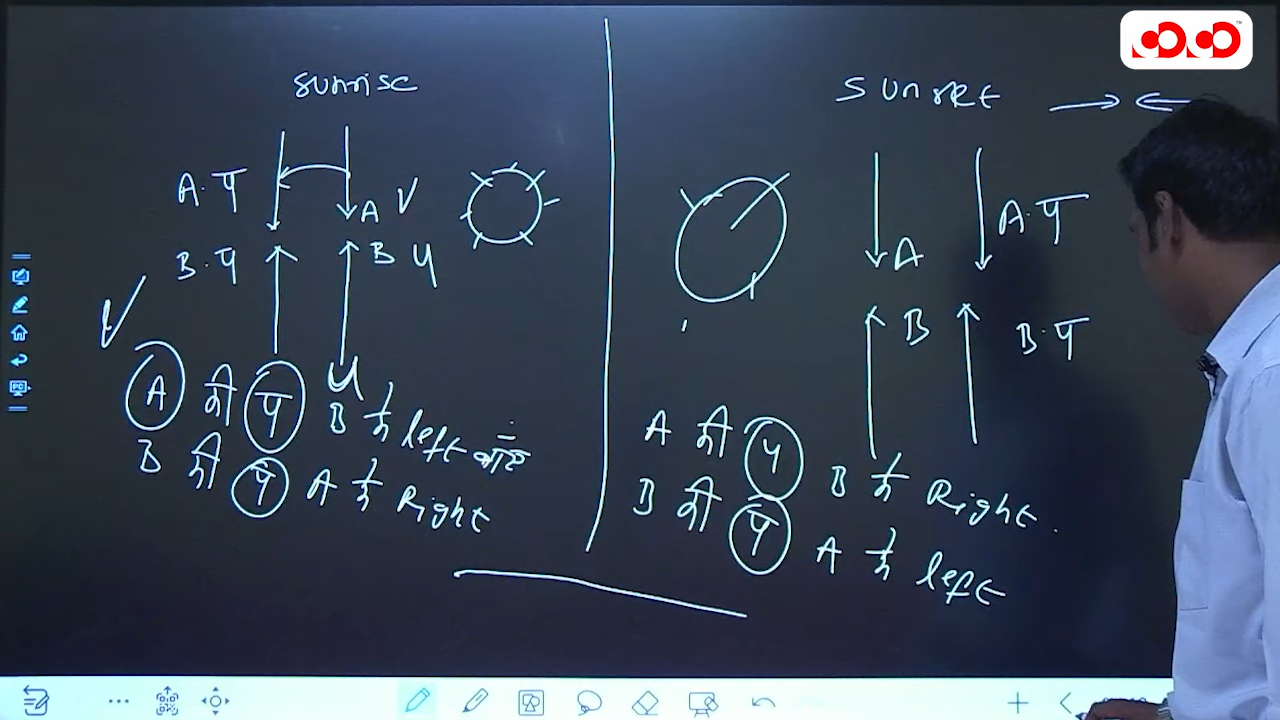 sunrise
A.प
A
B.प
B प
A की प B के left
B की प A के Right
sunset
A
A.प
B
B.प
A की प B के Right.
B की प A के left